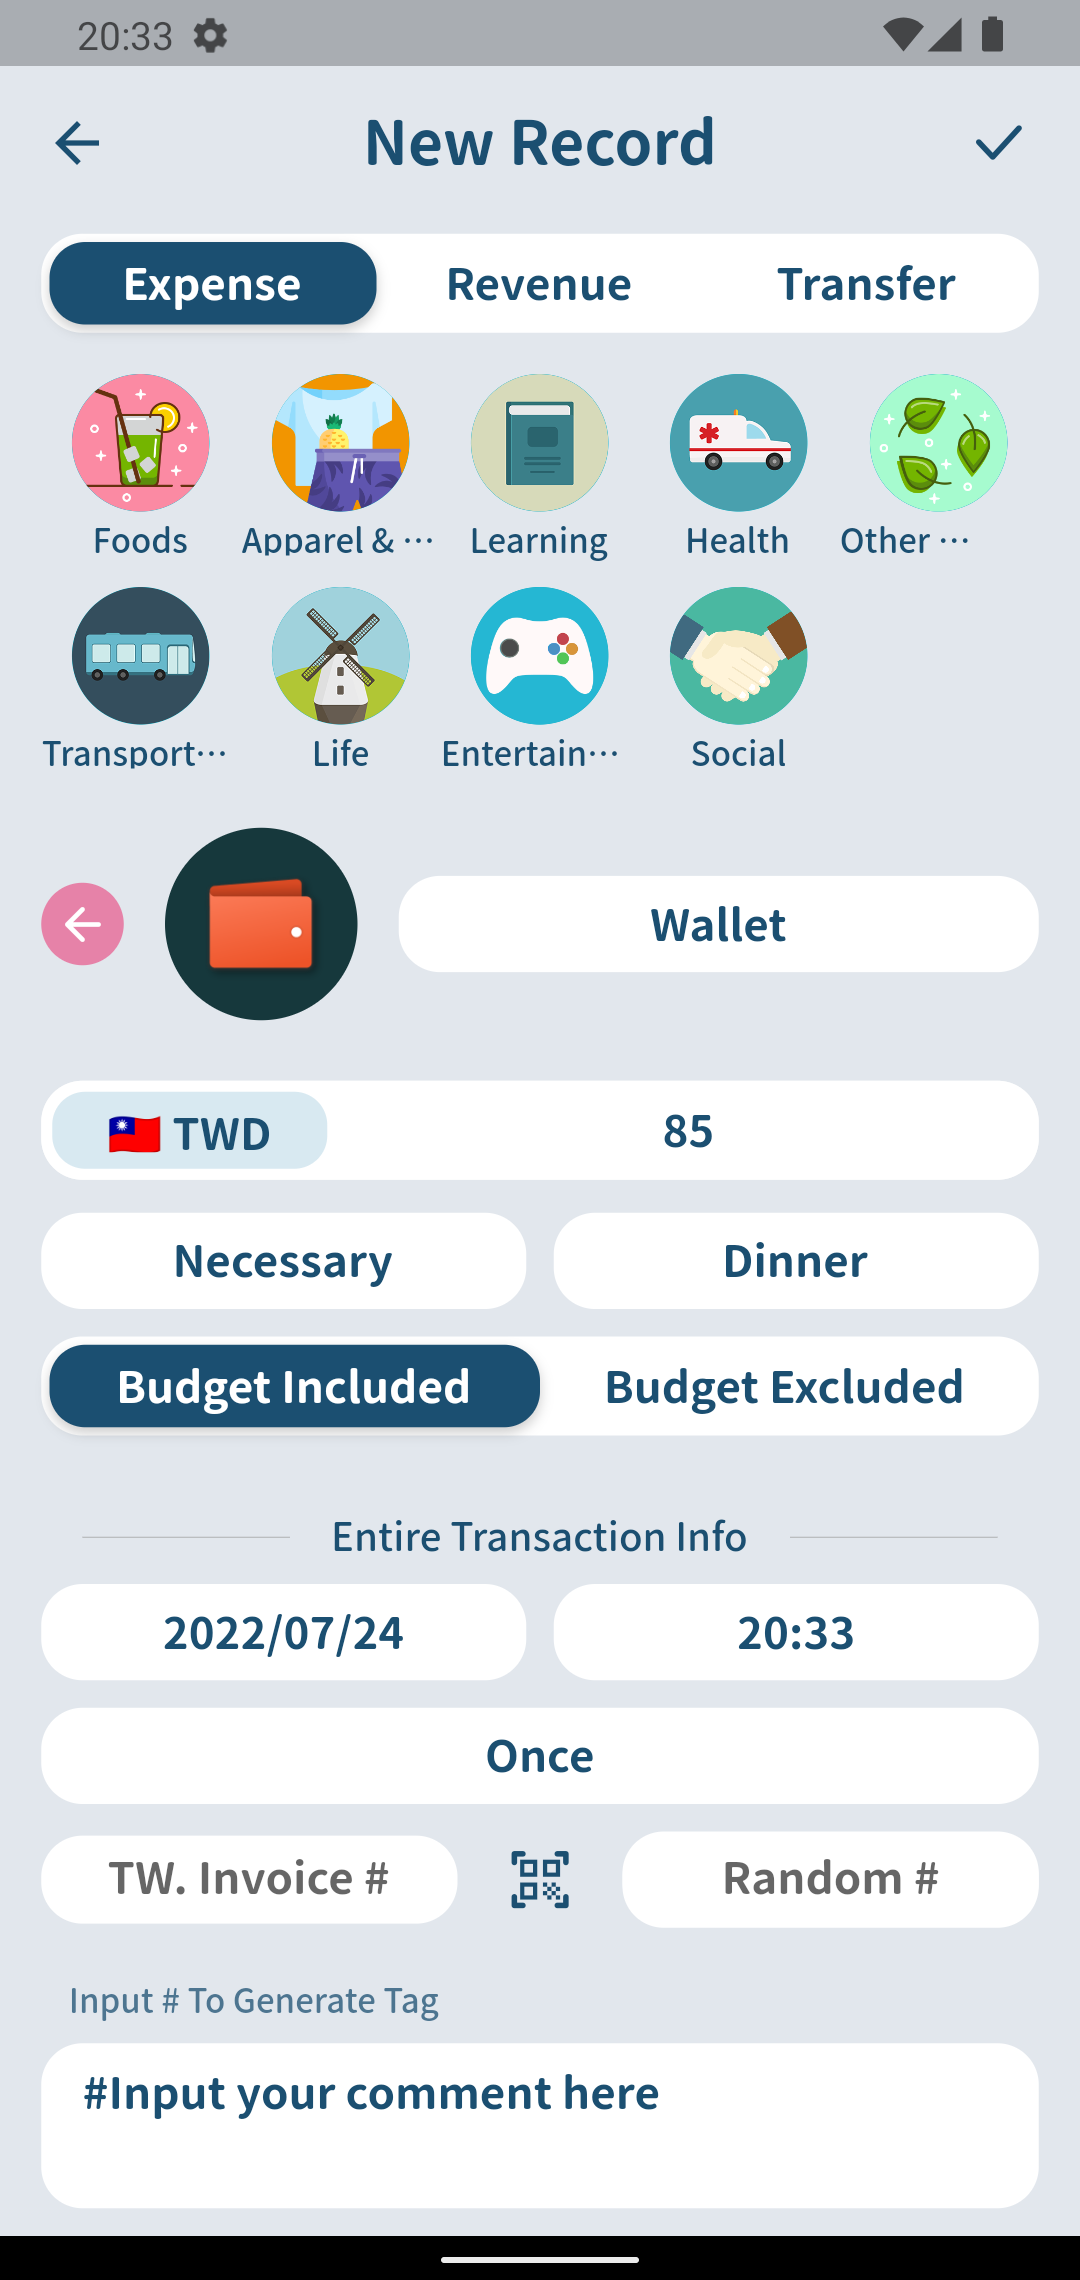 20:33
New Record
Expense Revenue Transfer
Foods Apparel & ··· Learning Health Other ···
Transport··· Life Entertain··· Social
Wallet
TWD 85
Necessary Dinner
Budget Included Budget Excluded
Entire Transaction Info
2022/07/24 20:33
Once
TW. Invoice # Random #
Input # To Generate Tag
#Input your comment here